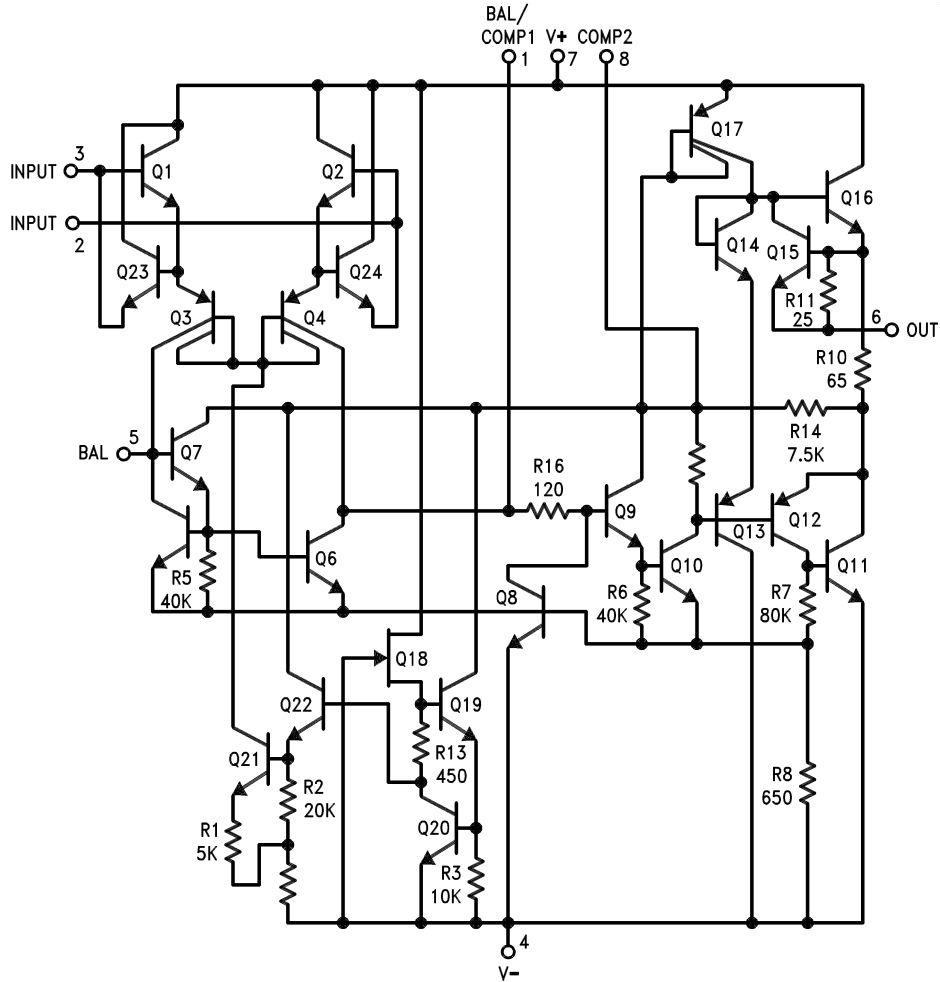 BAL/
COMP1 V+ COMP2
1 7 8
Q17
3
INPUT Q1 Q2
Q16
INPUT
2
Q14 Q15
Q23 Q24
R11
25
6
OUT
Q3 Q4
R10
65
R14
7.5K
5
BAL Q7
R16
120
Q9 Q13 Q12
Q6 Q10 Q11
R5
40K
Q8
R6
40K
R7
80K
Q18
Q22 Q19
Q21
R13
450
R2
20K
R8
650
R1
5K
Q20
R3
10K
4
V-